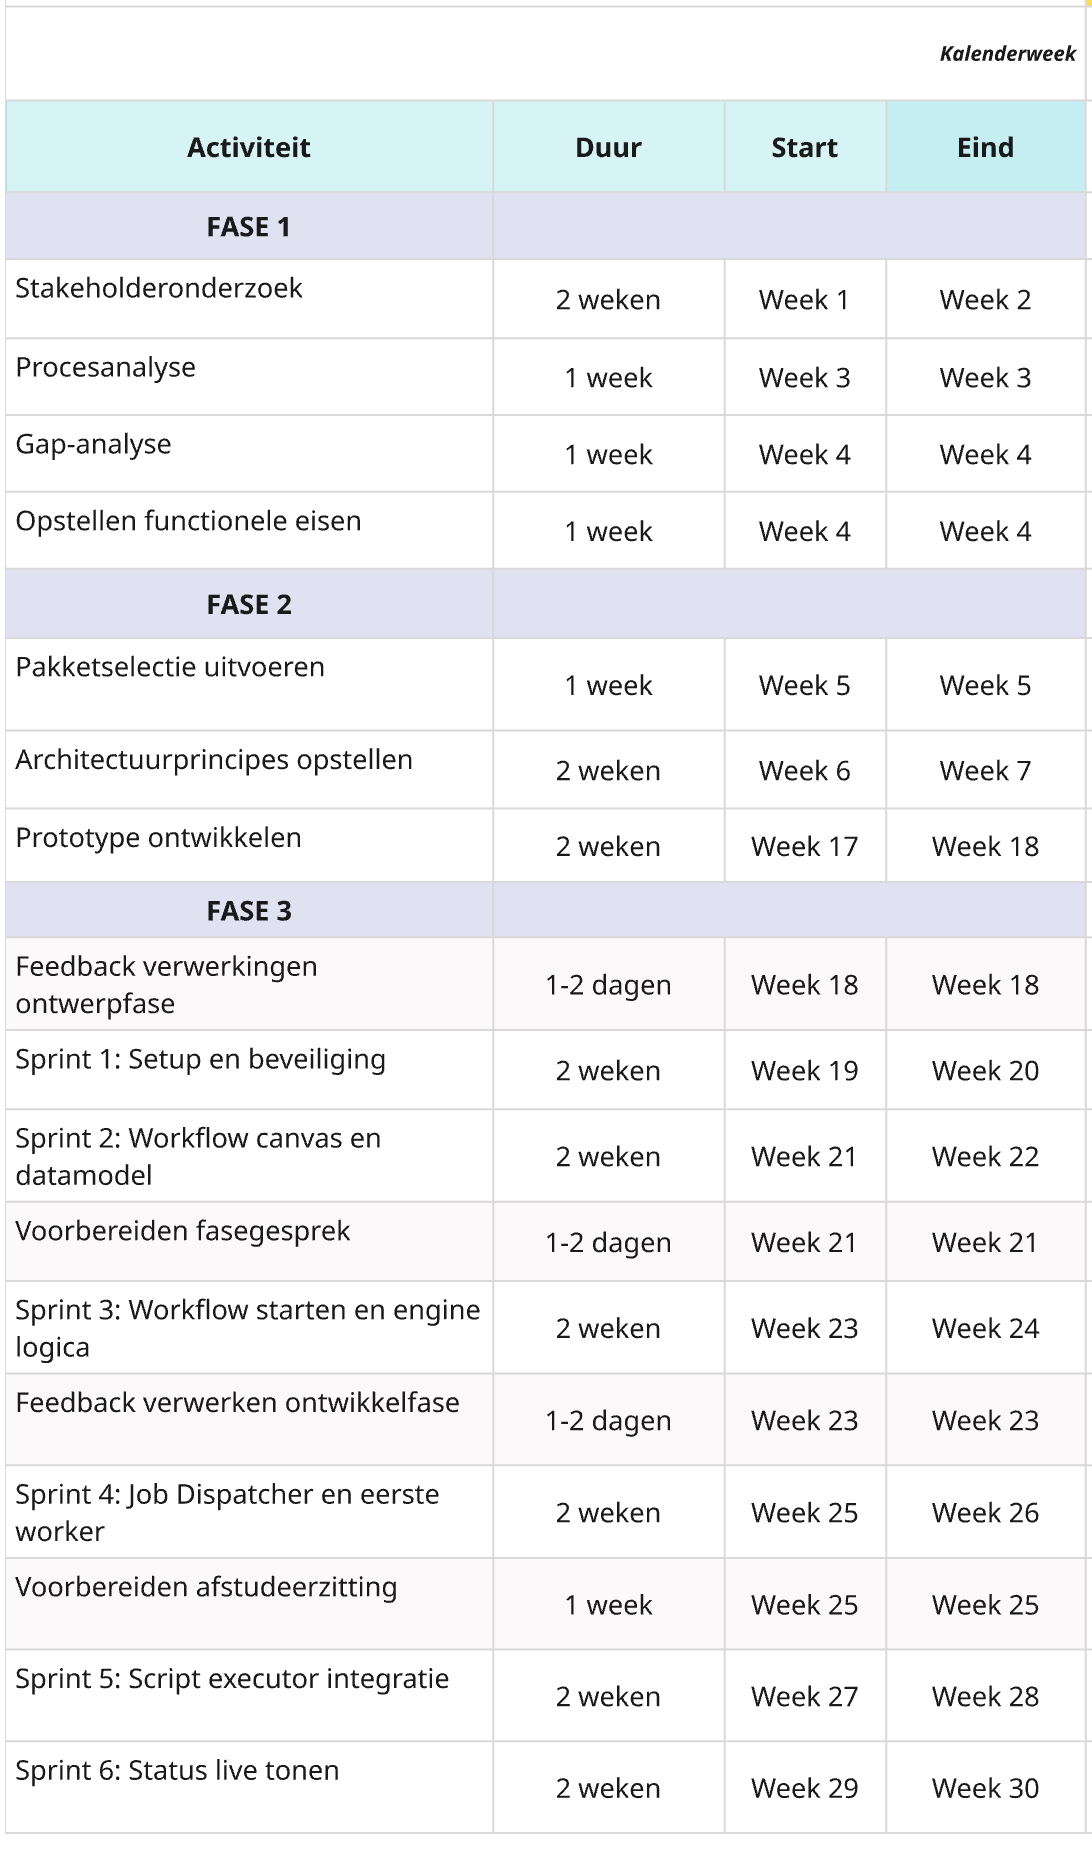 Kalenderweek
Activiteit Duur Start Eind
FASE 1
Stakeholderonderzoek 2 weken Week 1 Week 2
Procesanalyse 1 week Week 3 Week 3
Gap-analyse 1 week Week 4 Week 4
Opstellen functionele eisen 1 week Week 4 Week 4
FASE 2
Pakketselectie uitvoeren 1 week Week 5 Week 5
Architectuurprincipes opstellen 2 weken Week 6 Week 7
Prototype ontwikkelen 2 weken Week 17 Week 18
FASE 3
Feedback verwerkingen
ontwerpfase 1-2 dagen Week 18 Week 18
Sprint 1: Setup en beveiliging 2 weken Week 19 Week 20
Sprint 2: Workflow canvas en
datamodel 2 weken Week 21 Week 22
Voorbereiden fasegesprek 1-2 dagen Week 21 Week 21
Sprint 3: Workflow starten en engine
logica 2 weken Week 23 Week 24
Feedback verwerken ontwikkelfase 1-2 dagen Week 23 Week 23
Sprint 4: Job Dispatcher en eerste
worker 2 weken Week 25 Week 26
Voorbereiden afstudeerzitting 1 week Week 25 Week 25
Sprint 5: Script executor integratie 2 weken Week 27 Week 28
Sprint 6: Status live tonen 2 weken Week 29 Week 30